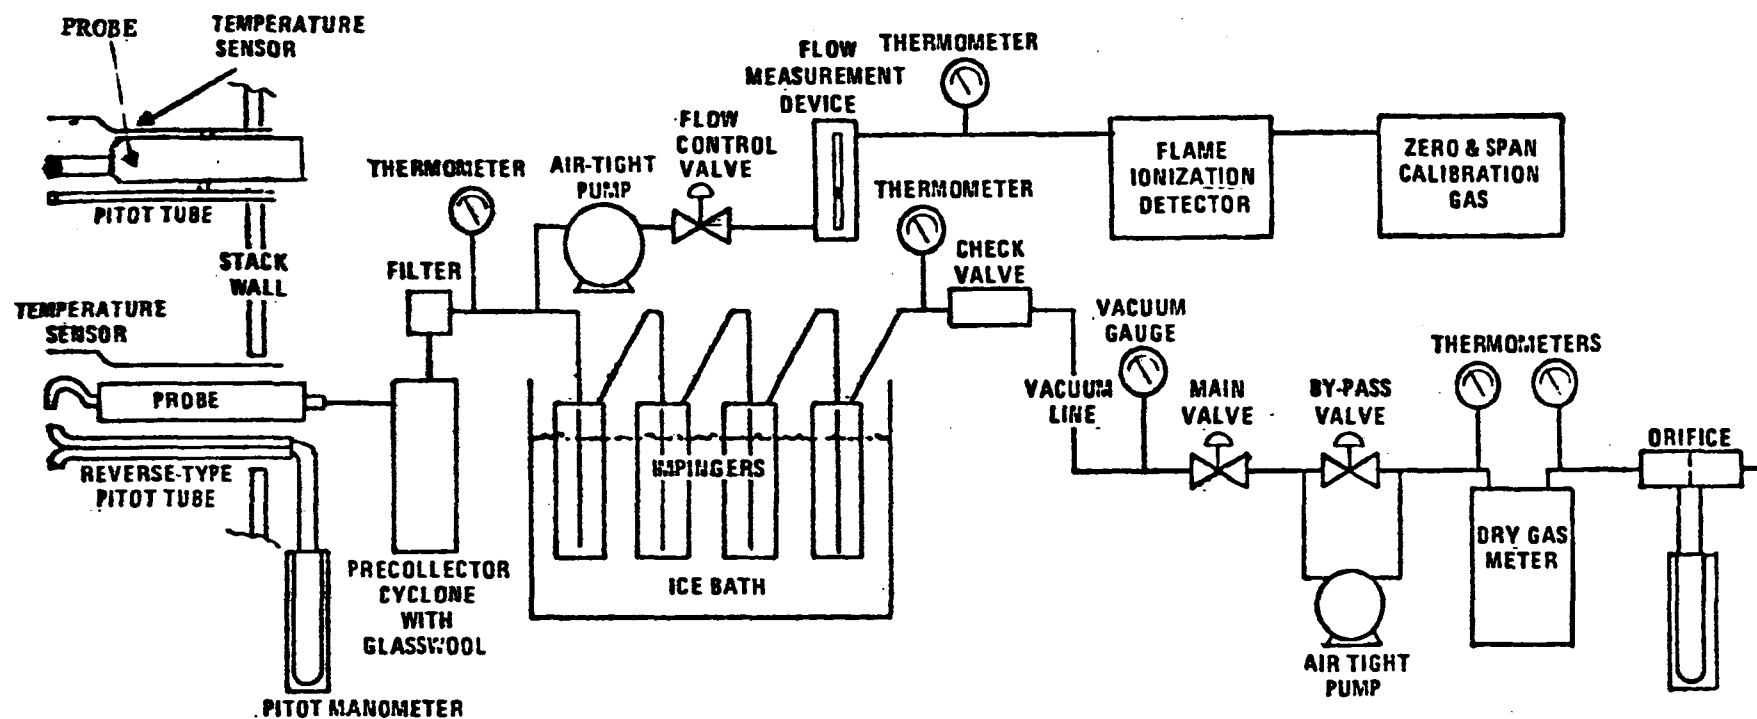 PROBE
TEMPERATURE
SENSOR
PITOT TUBE
STACK
WALL
TEMPERATURE
SENSOR
PROBE
REVERSE-TYPE
PITOT TUBE
PITOT MANOMETER
PRECOLLECTOR
CYCLONE
WITH
GLASSWOOL
FILTER
THERMOMETER
AIR-TIGHT
PUMP
FLOW
CONTROL
VALVE
FLOW
MEASUREMENT
DEVICE
THERMOMETER
FLAME
IONIZATION
DETECTOR
ZERO & SPAN
CALIBRATION
GAS
IMPINGERS
ICE BATH
THERMOMETER
CHECK
VALVE
VACUUM
LINE
VACUUM
GAUGE
MAIN
VALVE
BY-PASS
VALVE
AIR TIGHT
PUMP
THERMOMETERS
DRY GAS
METER
ORIFICE